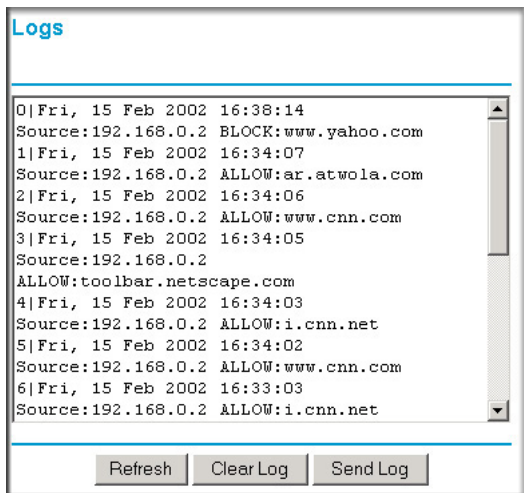 Logs
0|Fri, 15 Feb 2002 16:38:14
Source:192.168.0.2 BLOCK:www.yahoo.com
1|Fri, 15 Feb 2002 16:34:07
Source:192.168.0.2 ALLOW:ar.atwola.com
2|Fri, 15 Feb 2002 16:34:06
Source:192.168.0.2 ALLOW:www.cnn.com
3|Fri, 15 Feb 2002 16:34:05
Source:192.168.0.2
ALLOW:toolbar.netscape.com
4|Fri, 15 Feb 2002 16:34:03
Source:192.168.0.2 ALLOW:i.cnn.net
5|Fri, 15 Feb 2002 16:34:02
Source:192.168.0.2 ALLOW:www.cnn.com
6|Fri, 15 Feb 2002 16:33:03
Source:192.168.0.2 ALLOW:i.cnn.net
Refresh Clear Log Send Log